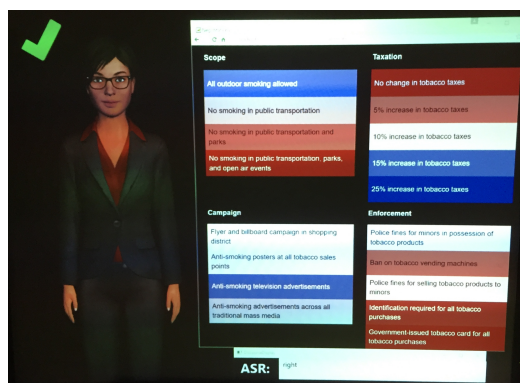 Scope
All outdoor smoking allowed
No smoking in public transportation
No smoking in public transportation and
parks
No smoking in public transportation, parks,
and open air events
Taxation
No change in tobacco taxes
5% increase in tobacco taxes
10% increase in tobacco taxes
15% increase in tobacco taxes
25% increase in tobacco taxes
Campaign
Flyer and billboard campaign in shopping
district
Anti-smoking posters at all tobacco sales
points
Anti-smoking television advertisements
Anti-smoking advertisements across all
traditional mass media
Enforcement
Police fines for minors in possession of
tobacco products
Ban on tobacco vending machines
Police fines for selling tobacco products to
minors
Identification required for all tobacco
purchases
Government-issued tobacco card for all
tobacco purchases
ASR:
right